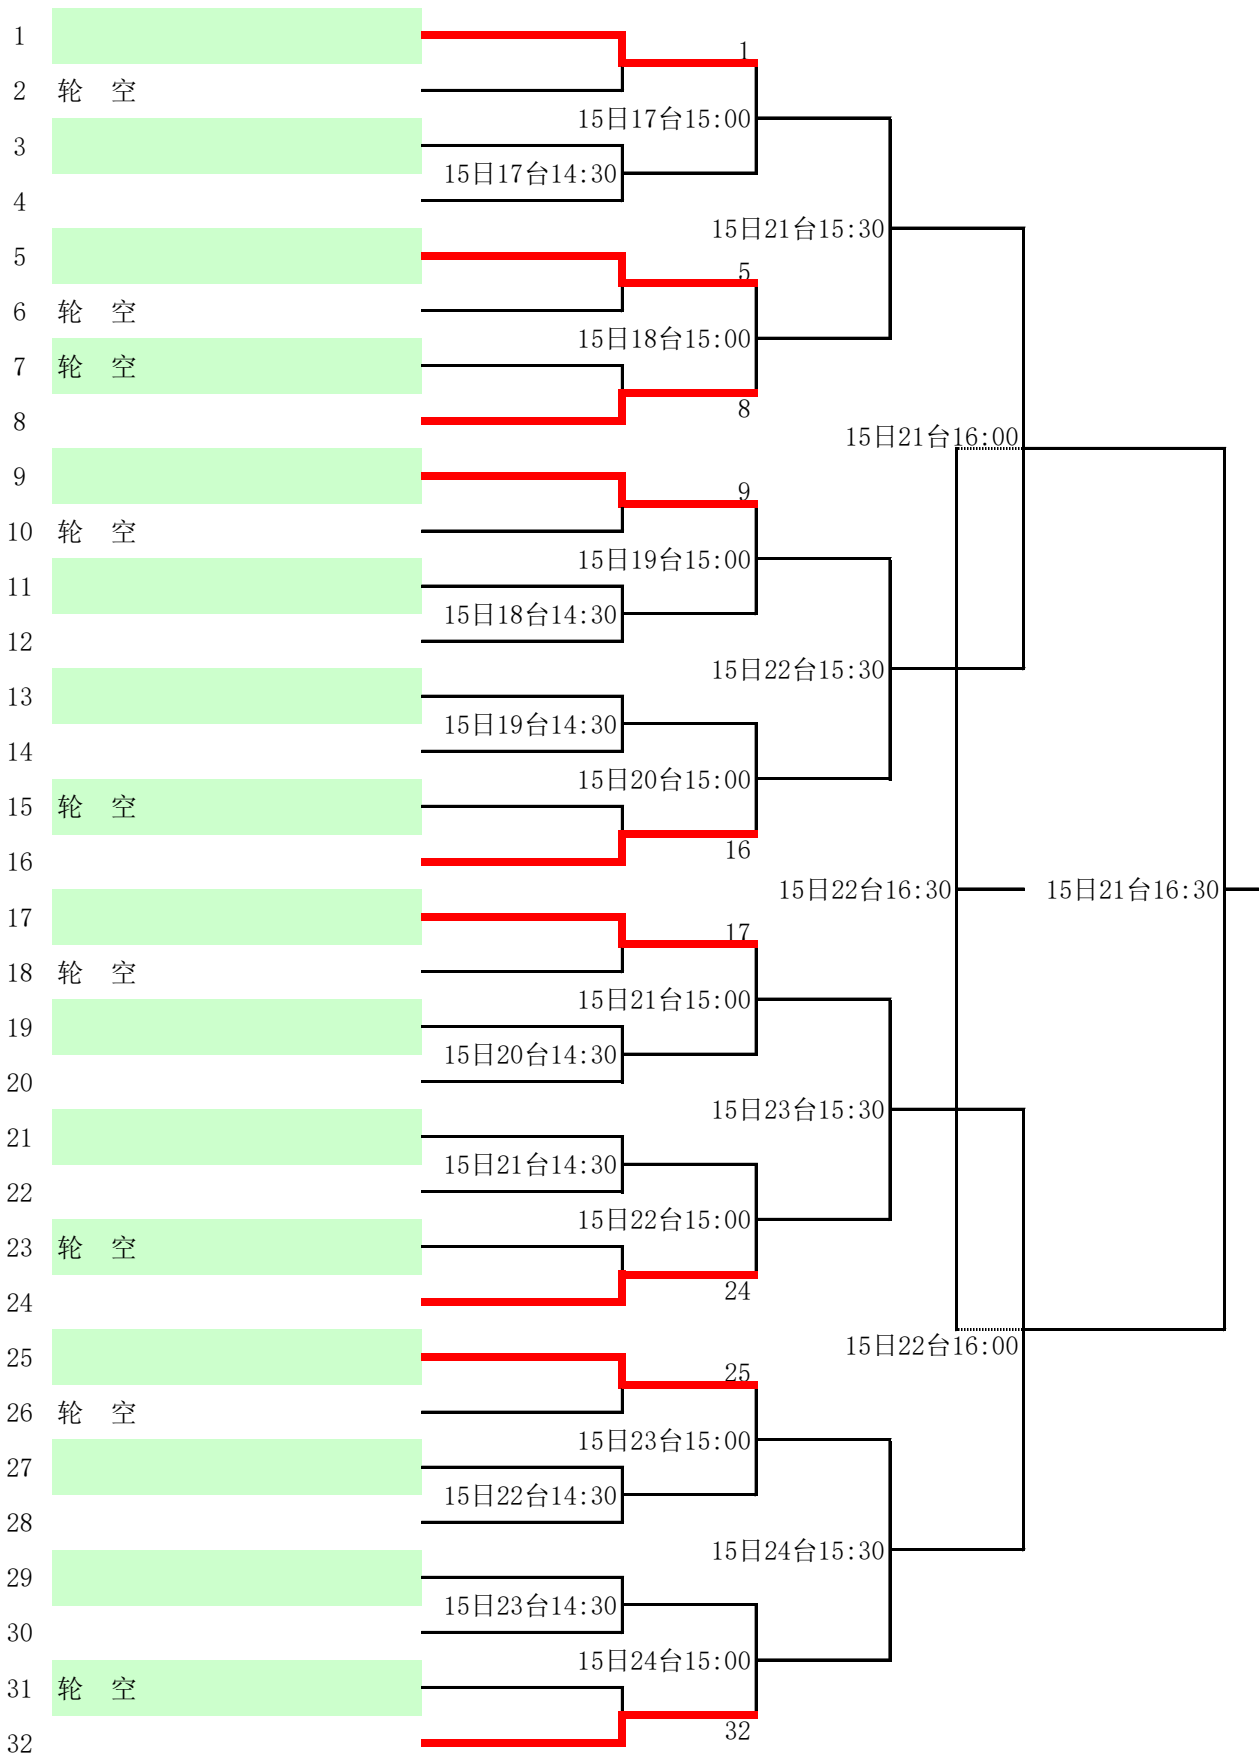 1
1
2 轮 空
15日17台15:00
3
15日17台14:30
4
15日21台15:30
5
5
6 轮 空
15日18台15:00
7 轮 空
8
8
15日21台16:00
9
9
10 轮 空
15日19台15:00
11
15日18台14:30
12
15日22台15:30
13
15日19台14:30
14
15日20台15:00
15 轮 空
16
16
15日22台16:30
15日21台16:30
17
17
18 轮 空
15日21台15:00
19
15日20台14:30
20
15日23台15:30
21
15日21台14:30
22
15日22台15:00
23 轮 空
24
24
15日22台16:00
25
25
26 轮 空
15日23台15:00
27
15日22台14:30
28
15日24台15:30
29
15日23台14:30
30
15日24台15:00
31 轮 空
32
32